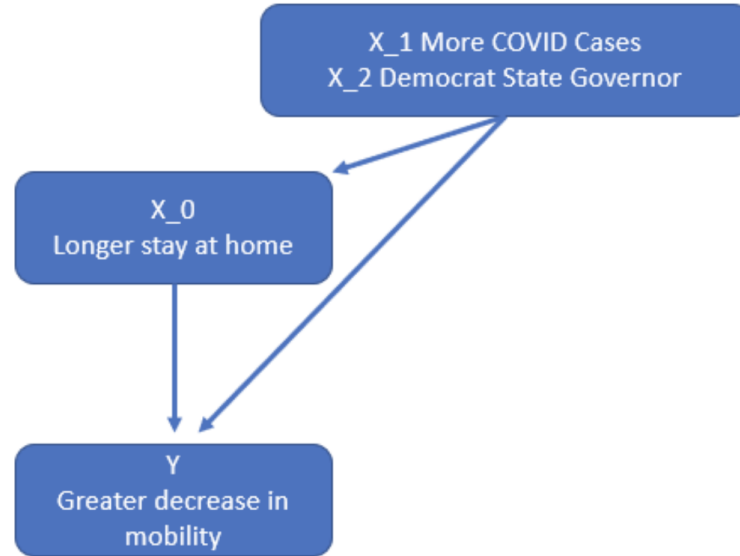 X_1 More COVID Cases
X_2 Democrat State Governor
X_0
Longer stay at home
Y
Greater decrease in
mobility